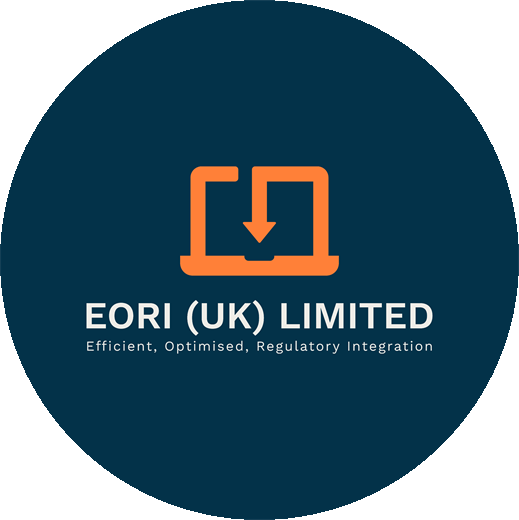 EORI (UK) LIMITED
Efficient, Optimised, Regulatory Integration